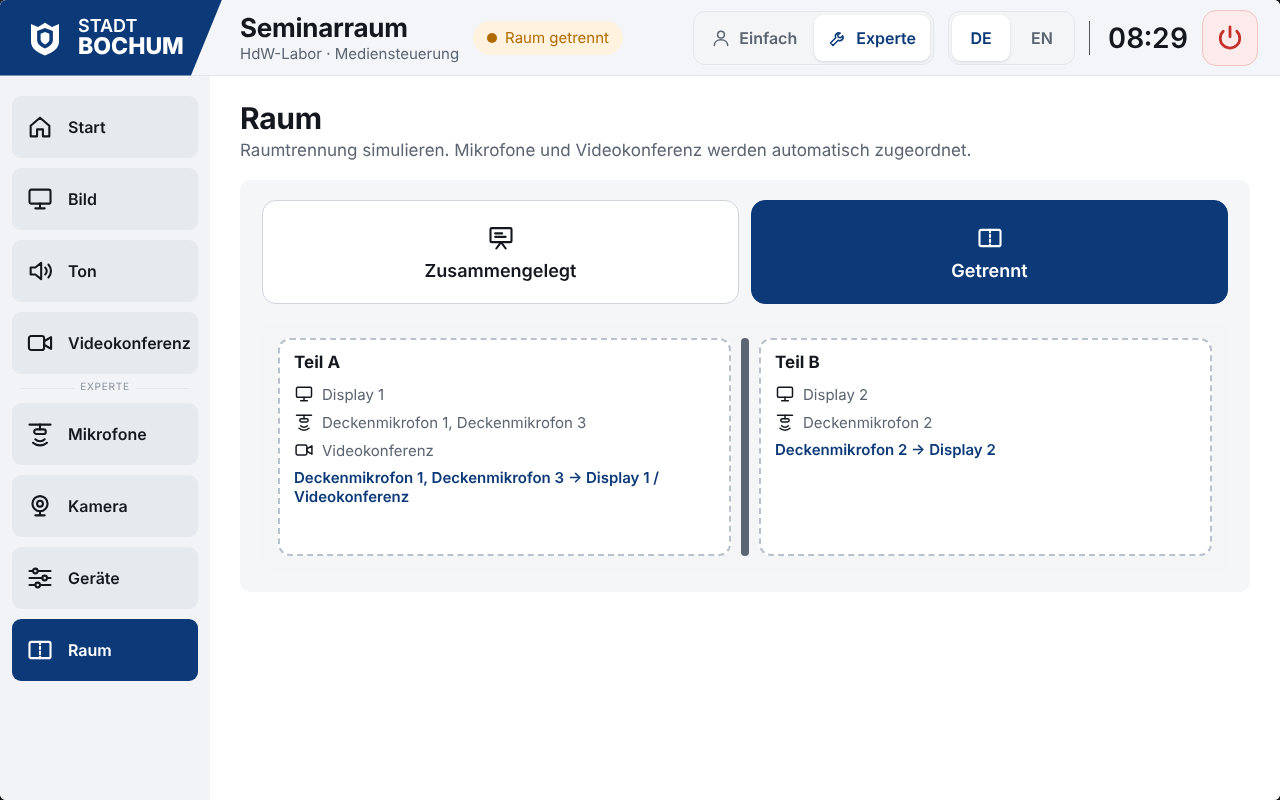 STADT
BOCHUM
Seminarraum
HdW-Labor · Mediensteuerung
Raum getrennt
Einfach
Experte
DE
EN
08:29
Start
Bild
Ton
Videokonferenz
EXPERTE
Mikrofone
Kamera
Geräte
Raum
Raum
Raumtrennung simulieren. Mikrofone und Videokonferenz werden automatisch zugeordnet.
Zusammengelegt
Getrennt
Teil A
Display 1
Deckenmikrofon 1, Deckenmikrofon 3
Videokonferenz
Deckenmikrofon 1, Deckenmikrofon 3 → Display 1 /
Videokonferenz
Teil B
Display 2
Deckenmikrofon 2
Deckenmikrofon 2 → Display 2